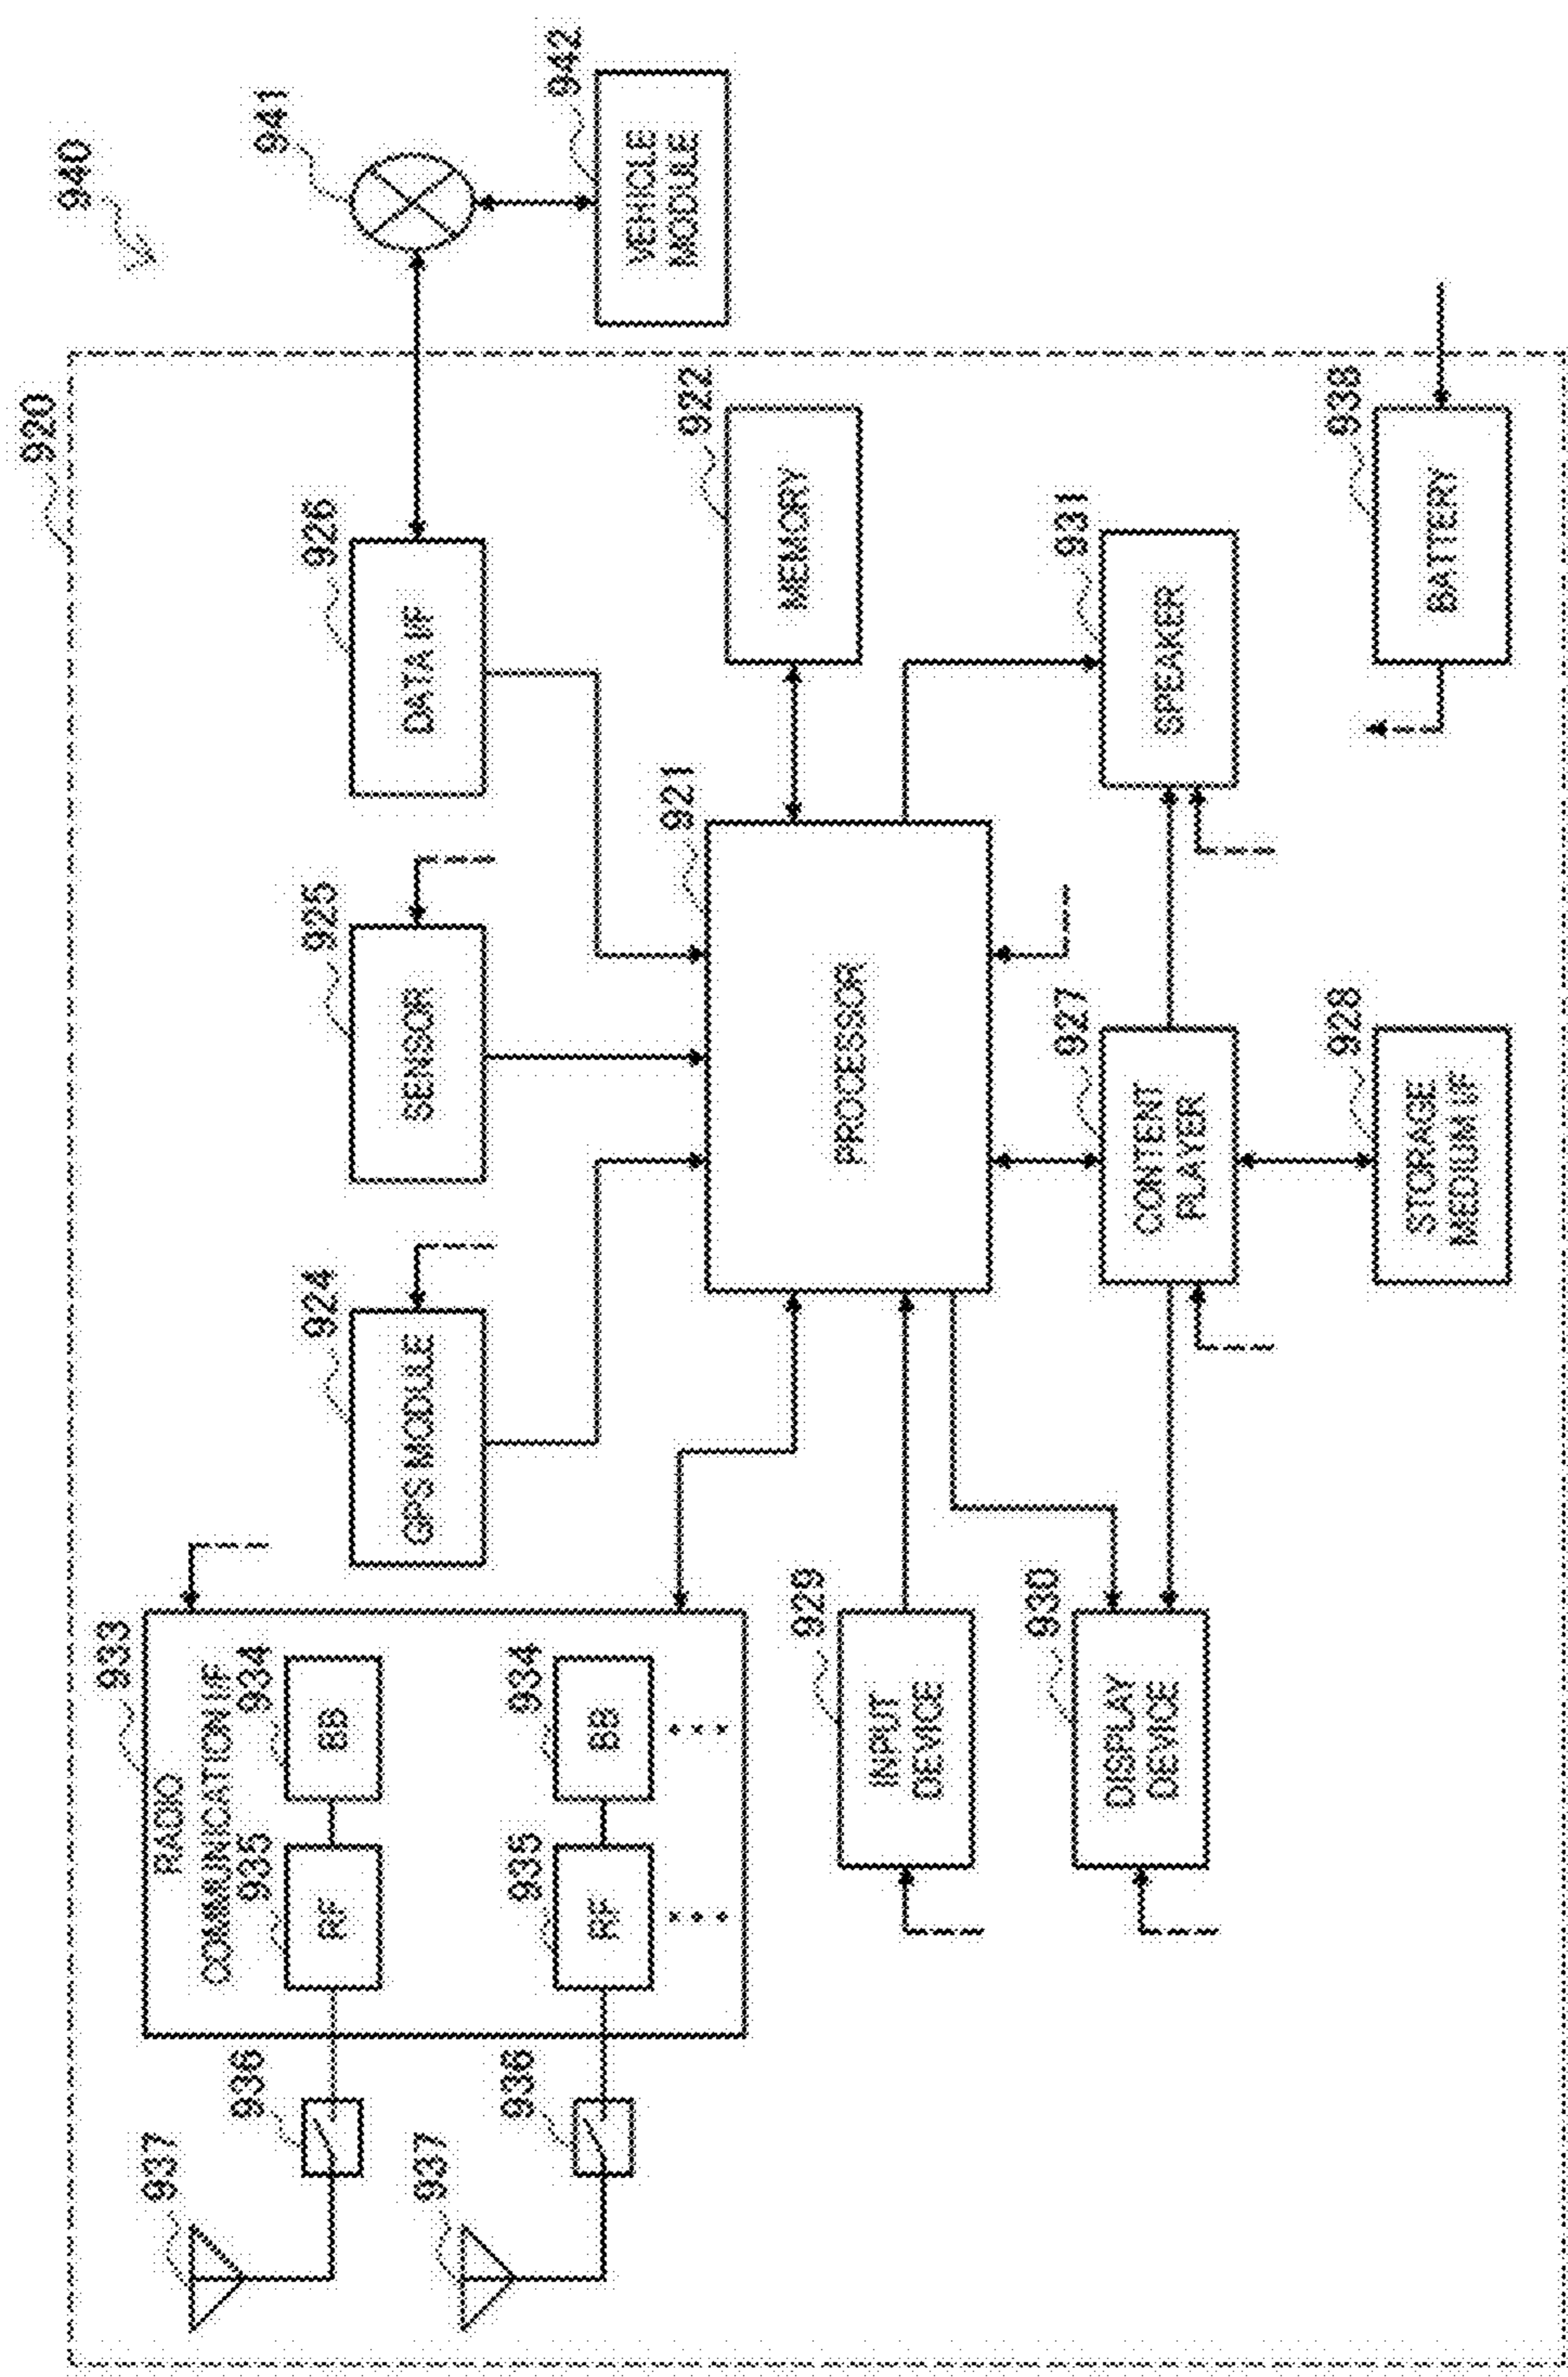 920
940
933
RADIO
COMMUNICATION I/F
937
936
935
RF
934
BB
924
GPS MODULE
925
SENSOR
926
DATA I/F
941
942
VEHICLE
MODULE
937
936
935
RF
934
BB
921
PROCESSOR
922
MEMORY
929
INPUT
DEVICE
930
DISPLAY
DEVICE
927
CONTENT
PLAYER
931
SPEAKER
928
STORAGE
MEDIUM I/F
938
BATTERY